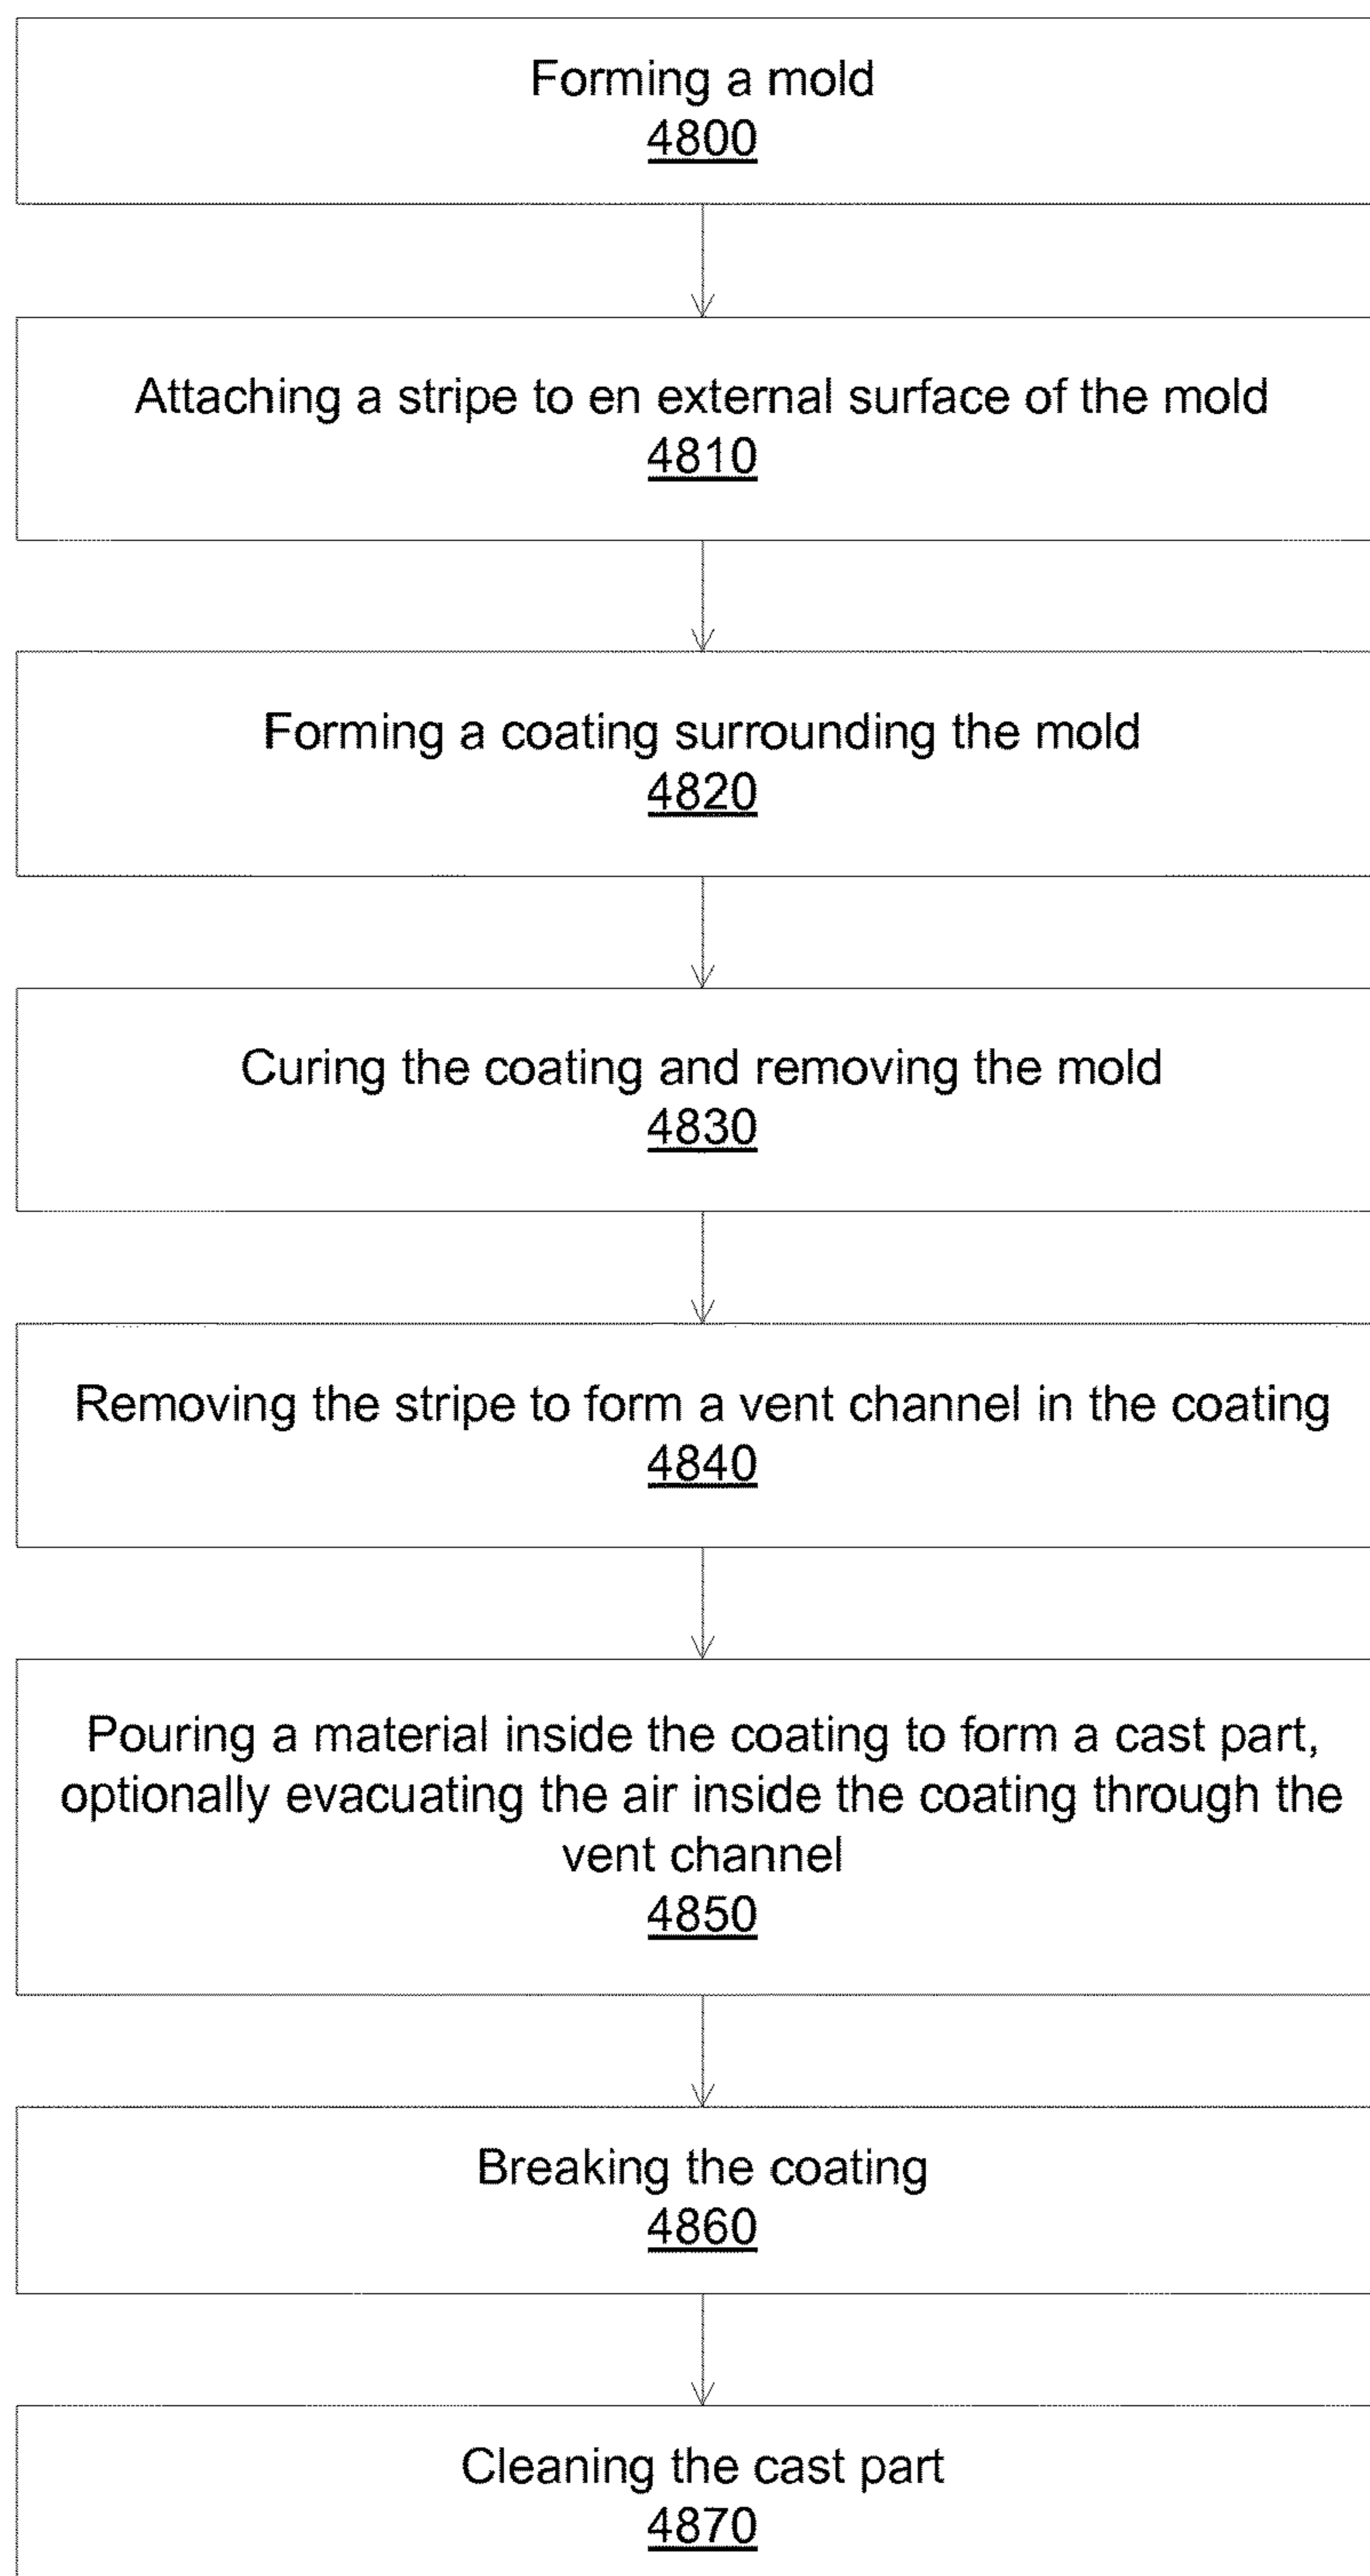 Forming a mold
4800
Attaching a stripe to en external surface of the mold
4810
Forming a coating surrounding the mold
4820
Curing the coating and removing the mold
4830
Removing the stripe to form a vent channel in the coating
4840
Pouring a material inside the coating to form a cast part,
optionally evacuating the air inside the coating through the
vent channel
4850
Breaking the coating
4860
Cleaning the cast part
4870